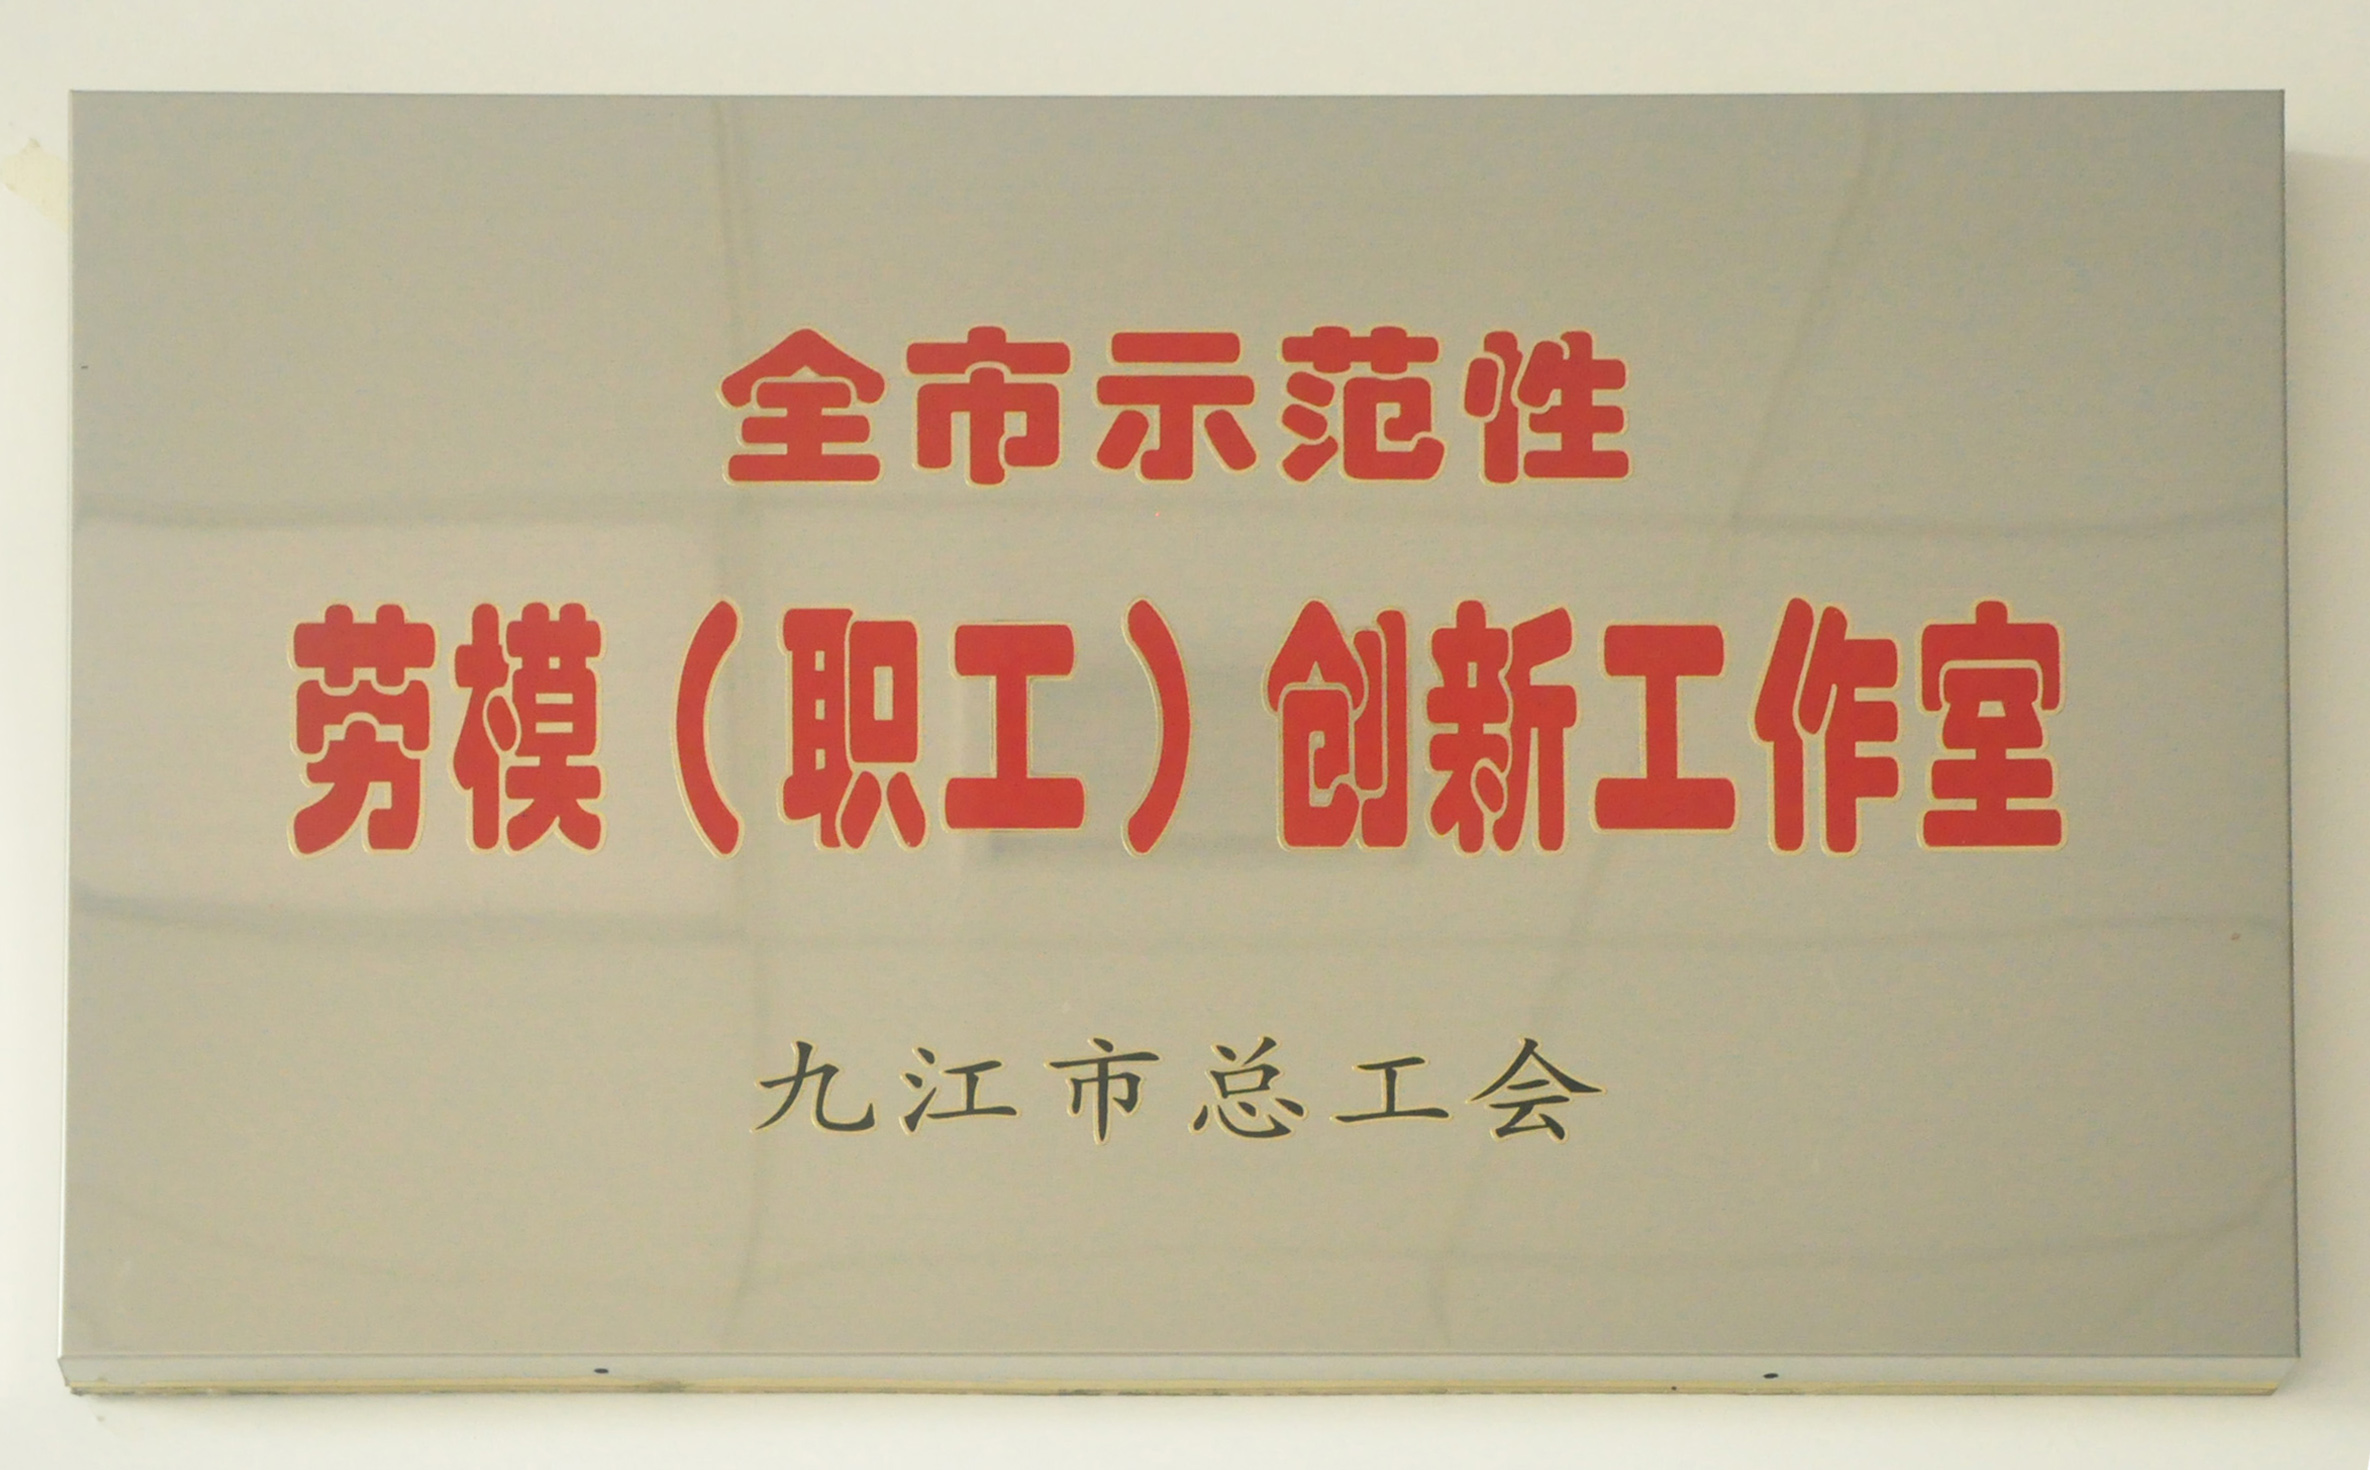 全市示范性
劳模（职工）创新工作室
九江市总工会